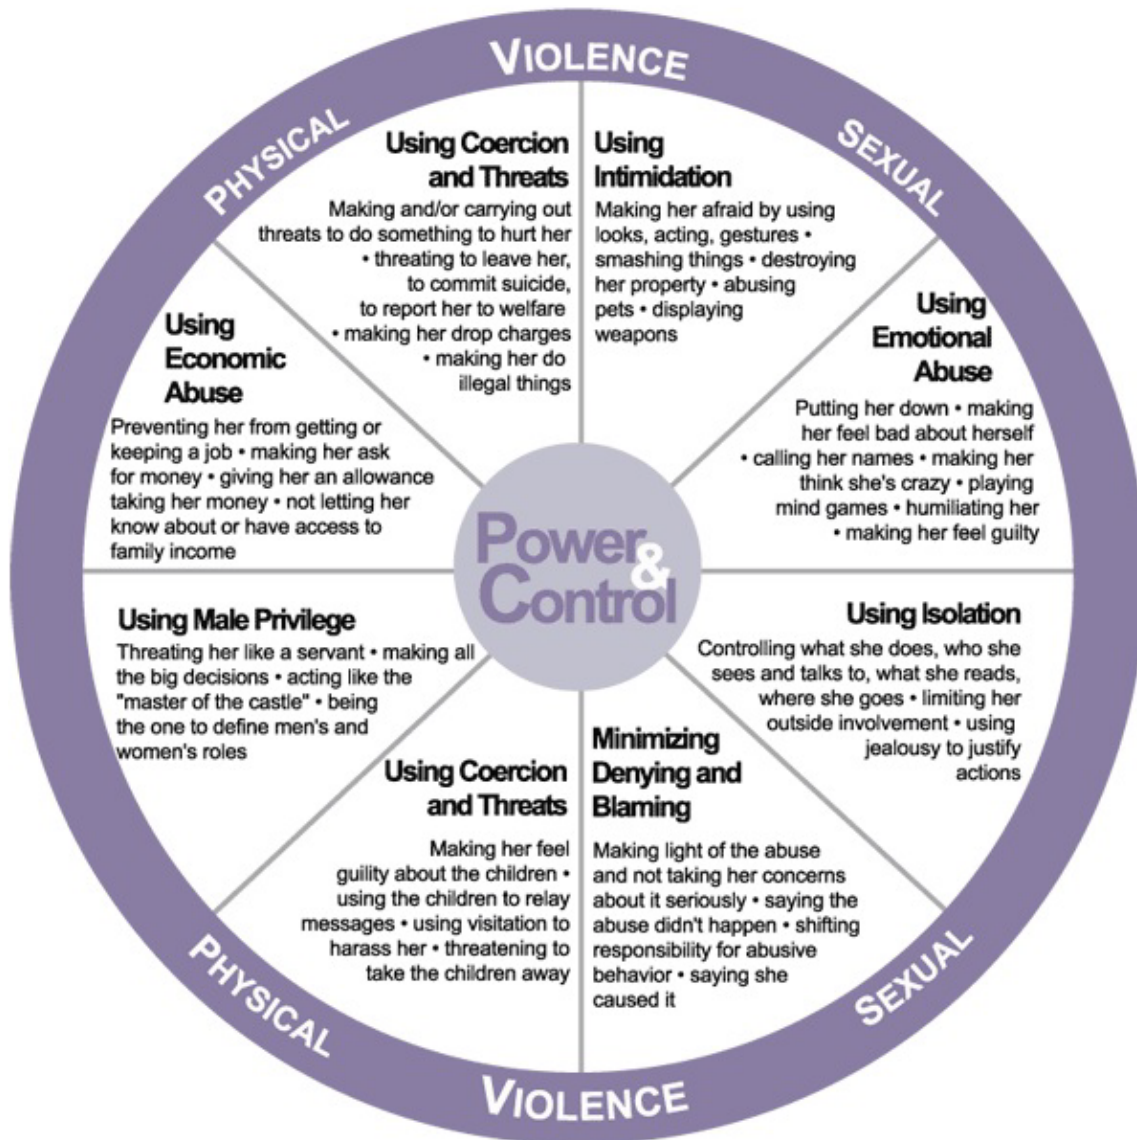 VIOLENCE
PHYSICAL
SEXUAL
Using Coercion
and Threats
Making and/or carrying out
threats to do something to hurt her
• threating to leave her,
to commit suicide,
to report her to welfare
• making her drop charges
• making her do
illegal things
Using
Intimidation
Making her afraid by using
looks, acting, gestures •
smashing things • destroying
her property • abusing
pets • displaying
weapons
Using
Economic
Abuse
Preventing her from getting or
keeping a job • making her ask
for money • giving her an allowance
taking her money • not letting her
know about or have access to
family income
Using
Emotional
Abuse
Putting her down • making
her feel bad about herself
• calling her names • making her
think she's crazy • playing
mind games • humiliating her
• making her feel guilty
Power
&
Control
Using Male Privilege
Threating her like a servant • making all
the big decisions • acting like the
"master of the castle" • being
the one to define men's and
women's roles
Using Isolation
Controlling what she does, who she
sees and talks to, what she reads,
where she goes • limiting her
outside involvement • using
jealousy to justify
actions
Using Coercion
and Threats
Making her feel
guility about the children •
using the children to relay
messages • using visitation to
harass her • threatening to
take the children away
Minimizing
Denying and
Blaming
Making light of the abuse
and not taking her concerns
about it seriously • saying the
abuse didn't happen • shifting
responsibility for abusive
behavior • saying she
caused it
PHYSICAL
SEXUAL
VIOLENCE